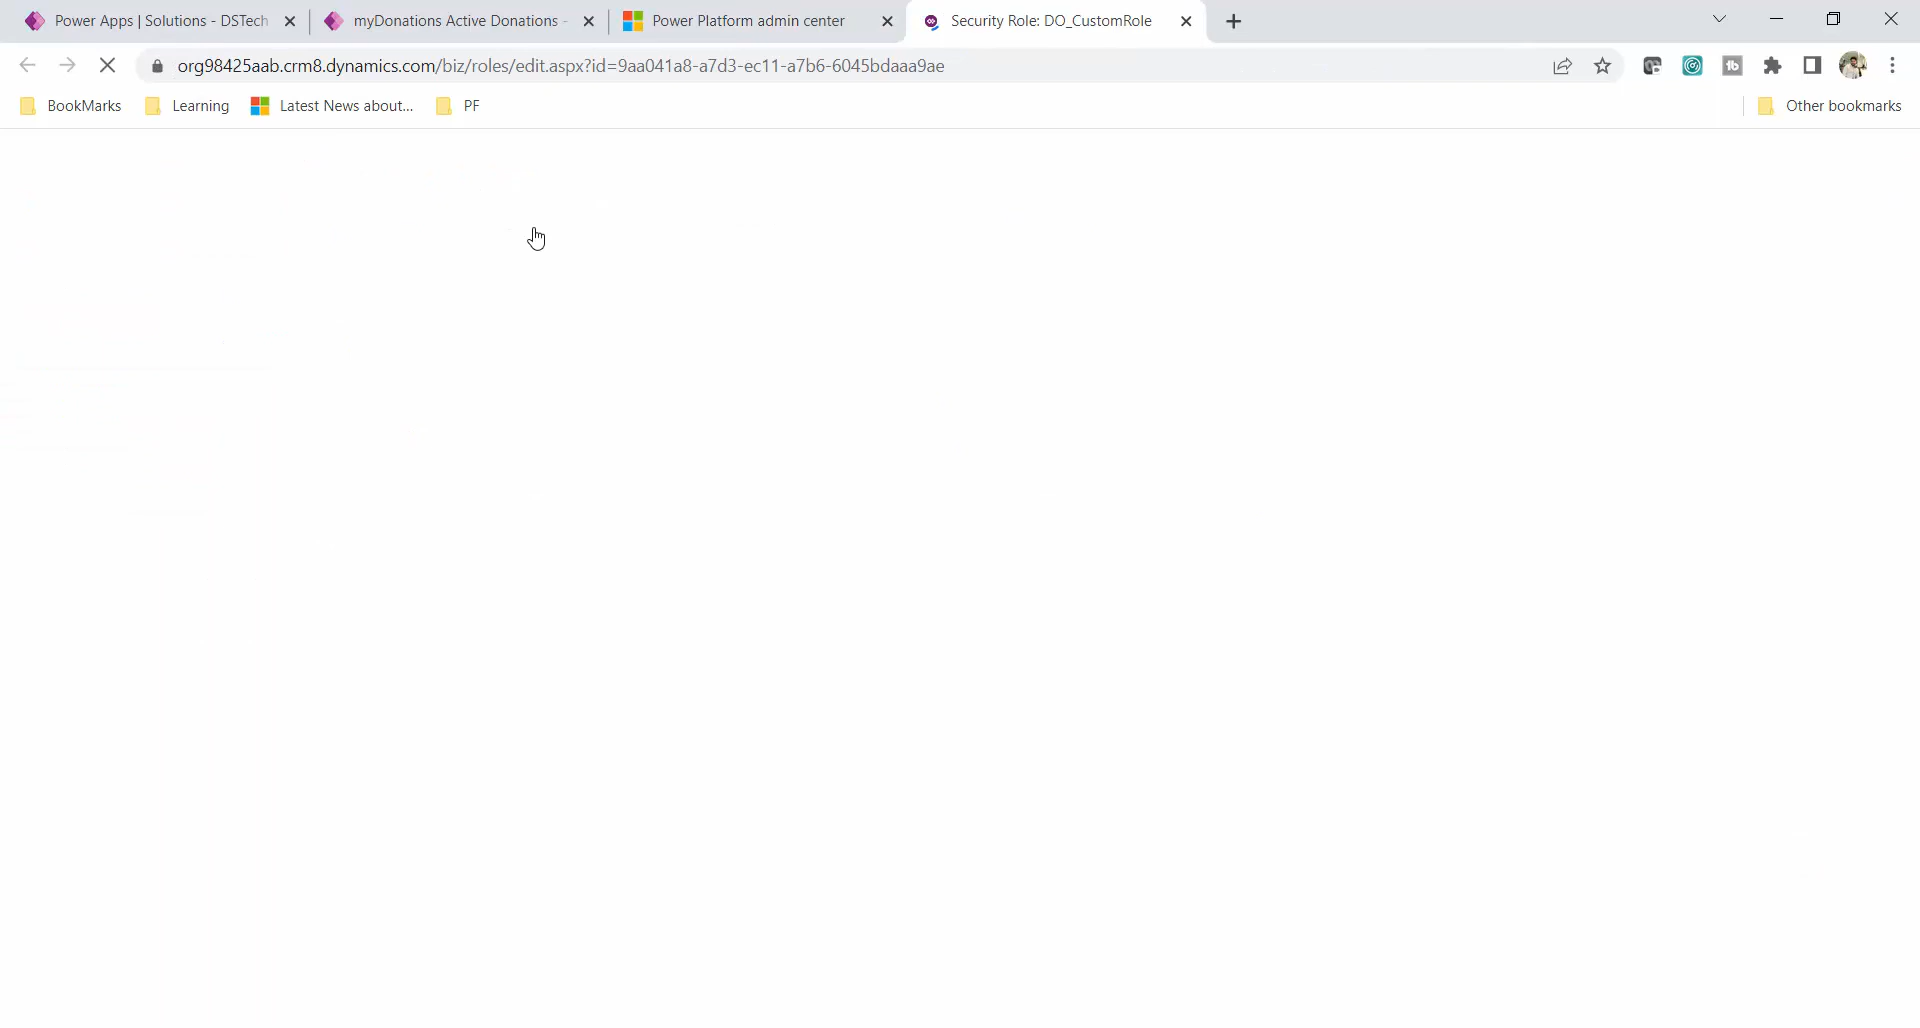 Power Apps | Solutions - DSTech
myDonations Active Donations -
Power Platform admin center
Security Role: DO_CustomRole
org98425aab.crm8.dynamics.com/biz/roles/edit.aspx?id=9aa041a8-a7d3-ec11-a7b6-6045bdaaa9ae
BookMarks
Learning
Latest News about...
PF
Other bookmarks